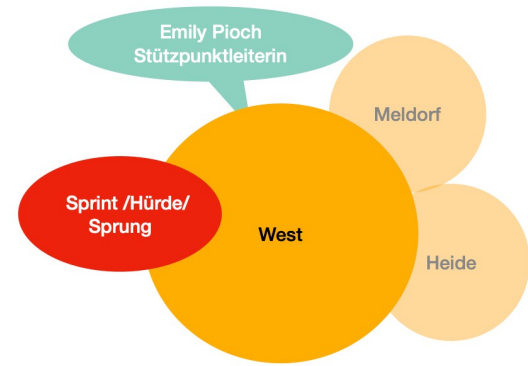 Emily Pioch
Stützpunktleiterin
Meldorf
Sprint /Hürde/
Sprung
West
Heide